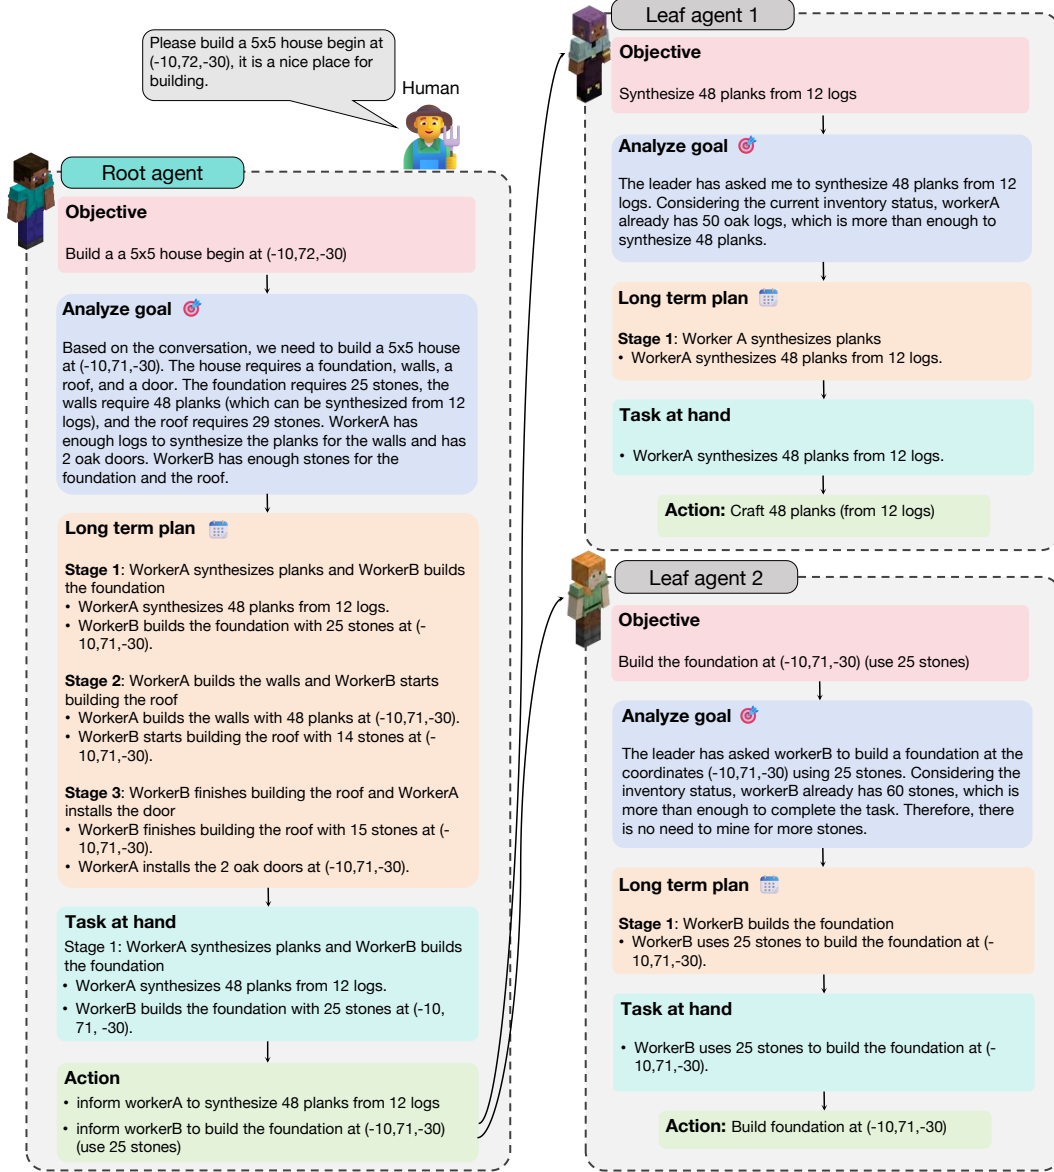 Please build a 5x5 house begin at
(-10,72,-30), it is a nice place for
building.
Human
Root agent
Objective
Build a a 5x5 house begin at (-10,72,-30)
Analyze goal
Based on the conversation, we need to build a 5x5 house
at (-10,71,-30). The house requires a foundation, walls, a
roof, and a door. The foundation requires 25 stones, the
walls require 48 planks (which can be synthesized from 12
logs), and the roof requires 29 stones. WorkerA has
enough logs to synthesize the planks for the walls and has
2 oak doors. WorkerB has enough stones for the
foundation and the roof.
Long term plan
Stage 1: WorkerA synthesizes planks and WorkerB builds
the foundation
• WorkerA synthesizes 48 planks from 12 logs.
• WorkerB builds the foundation with 25 stones at (-
10,71,-30).
Stage 2: WorkerA builds the walls and WorkerB starts
building the roof
• WorkerA builds the walls with 48 planks at (-10,71,-30).
• WorkerB starts building the roof with 14 stones at (-
10,71,-30).
Stage 3: WorkerB finishes building the roof and WorkerA
installs the door
• WorkerB finishes building the roof with 15 stones at (-
10,71,-30).
• WorkerA installs the 2 oak doors at (-10,71,-30).
Task at hand
Stage 1: WorkerA synthesizes planks and WorkerB builds
the foundation
• WorkerA synthesizes 48 planks from 12 logs.
• WorkerB builds the foundation with 25 stones at (-10,
71, -30).
Action
• inform workerA to synthesize 48 planks from 12 logs
• inform workerB to build the foundation at (-10,71,-30)
(use 25 stones)
Leaf agent 1
Objective
Synthesize 48 planks from 12 logs
Analyze goal
The leader has asked me to synthesize 48 planks from 12
logs. Considering the current inventory status, workerA
already has 50 oak logs, which is more than enough to
synthesize 48 planks.
Long term plan
Stage 1: Worker A synthesizes planks
• WorkerA synthesizes 48 planks from 12 logs.
Task at hand
• WorkerA synthesizes 48 planks from 12 logs.
Action: Craft 48 planks (from 12 logs)
Leaf agent 2
Objective
Build the foundation at (-10,71,-30) (use 25 stones)
Analyze goal
The leader has asked workerB to build a foundation at the
coordinates (-10,71,-30) using 25 stones. Considering the
inventory status, workerB already has 60 stones, which is
more than enough to complete the task. Therefore, there
is no need to mine for more stones.
Long term plan
Stage 1: WorkerB builds the foundation
• WorkerB uses 25 stones to build the foundation at (-
10,71,-30).
Task at hand
• WorkerB uses 25 stones to build the foundation at (-
10,71,-30).
Action: Build foundation at (-10,71,-30)